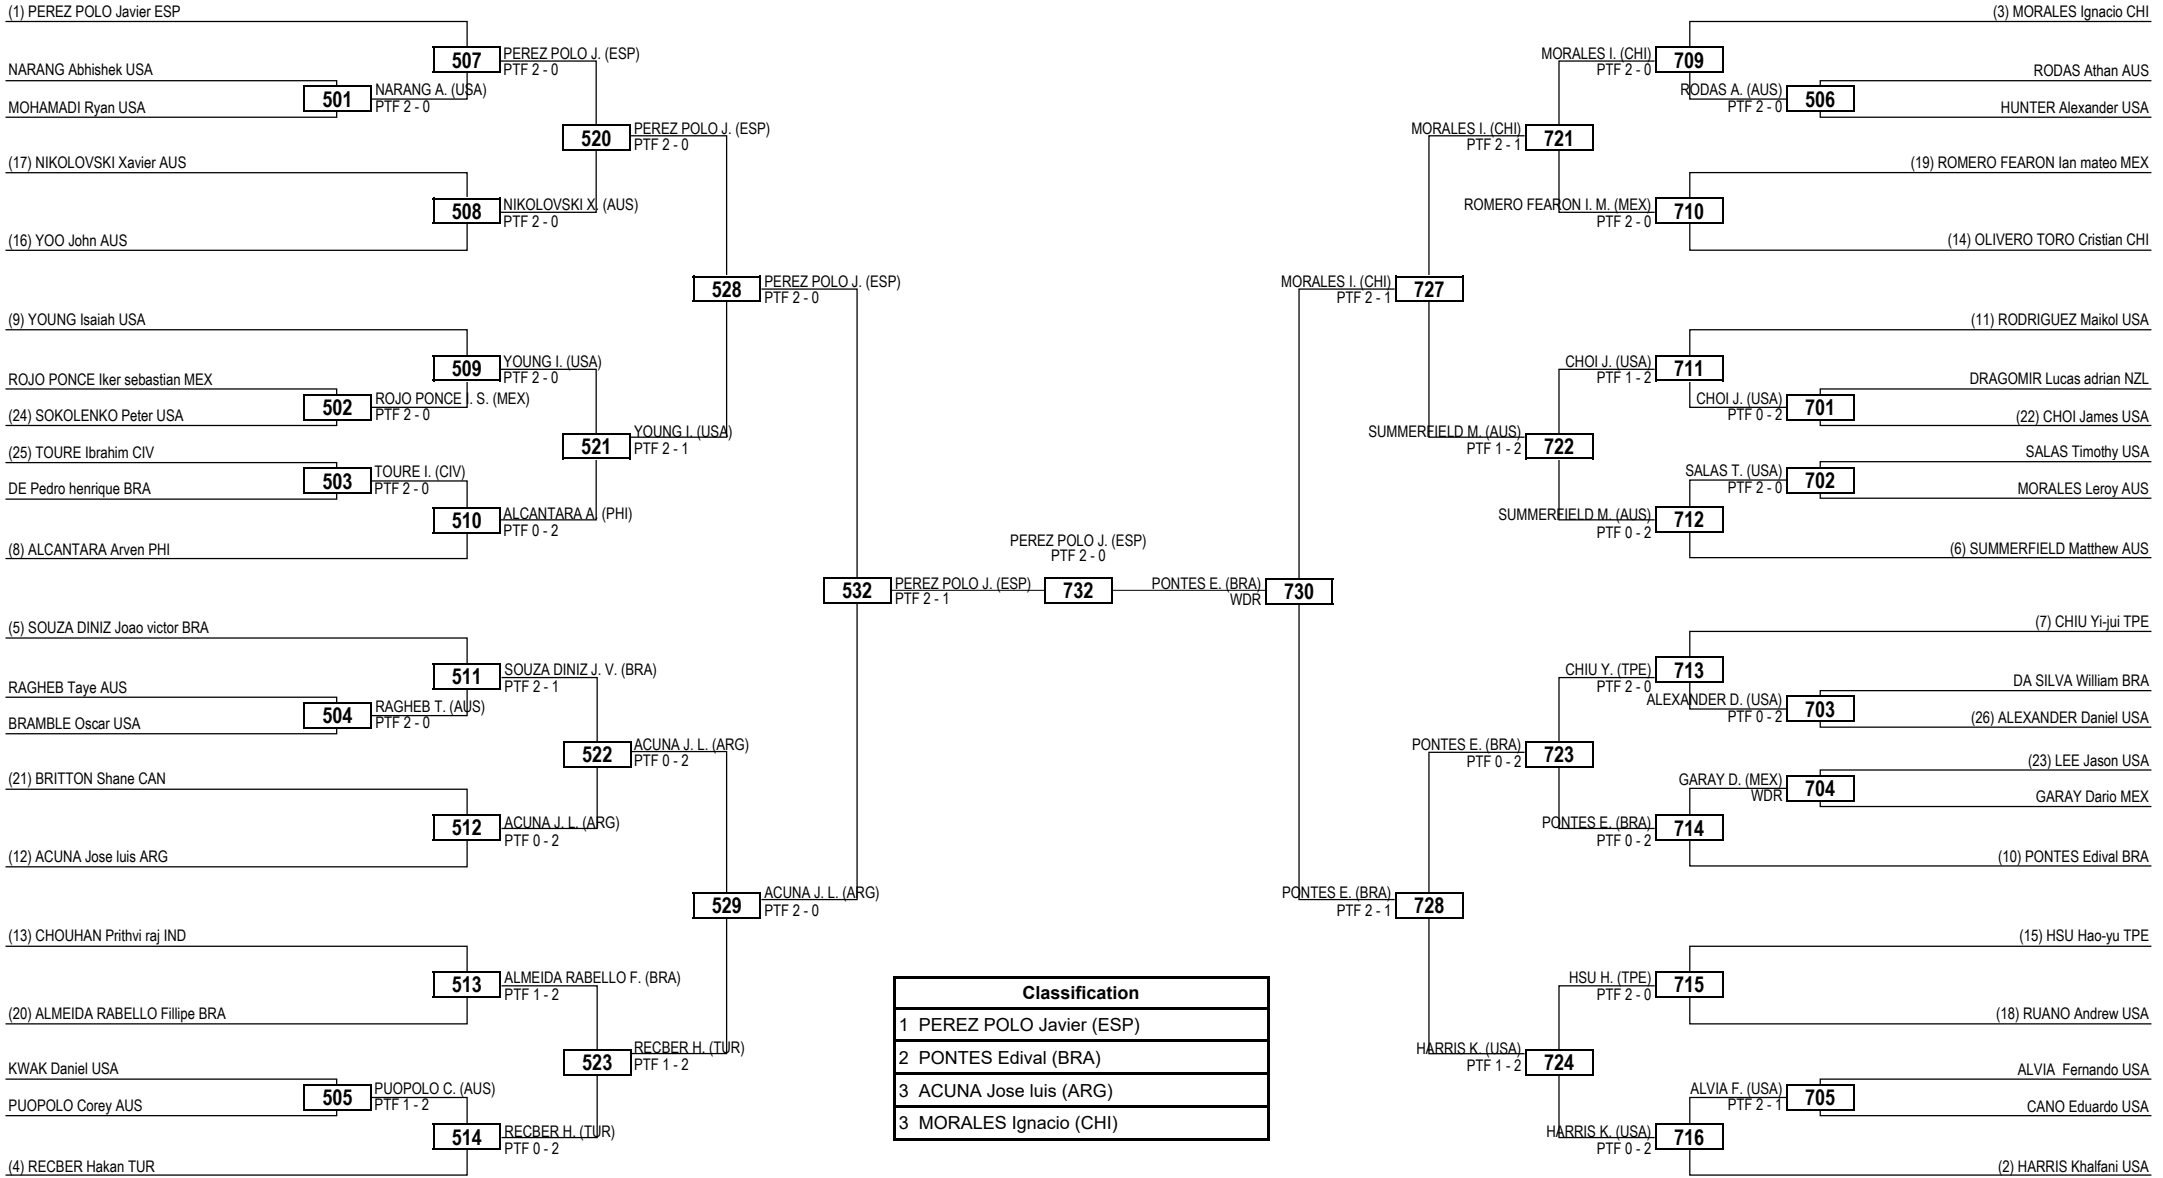 (1) PEREZ POLO Javier ESP
507
PEREZ POLO J. (ESP)
PTF 2 - 0
NARANG Abhishek USA
501
NARANG A. (USA)
PTF 2 - 0
MOHAMADI Ryan USA
520
PEREZ POLO J. (ESP)
PTF 2 - 0
(17) NIKOLOVSKI Xavier AUS
508
NIKOLOVSKI X. (AUS)
PTF 2 - 0
(16) YOO John AUS
528
PEREZ POLO J. (ESP)
PTF 2 - 0
(9) YOUNG Isaiah USA
509
YOUNG I. (USA)
PTF 2 - 0
ROJO PONCE Iker sebastian MEX
502
ROJO PONCE I. S. (MEX)
PTF 2 - 0
(24) SOKOLENKO Peter USA
521
YOUNG I. (USA)
PTF 2 - 1
(25) TOURE Ibrahim CIV
503
TOURE I. (CIV)
PTF 2 - 0
DE Pedro henrique BRA
510
ALCANTARA A. (PHI)
PTF 0 - 2
(8) ALCANTARA Arven PHI
532
PEREZ POLO J. (ESP)
PTF 2 - 1
(5) SOUZA DINIZ Joao victor BRA
511
SOUZA DINIZ J. V. (BRA)
PTF 2 - 1
RAGHEB Taye AUS
504
RAGHEB T. (AUS)
PTF 2 - 0
BRAMBLE Oscar USA
522
ACUNA J. L. (ARG)
PTF 0 - 2
(21) BRITTON Shane CAN
512
ACUNA J. L. (ARG)
PTF 0 - 2
(12) ACUNA Jose luis ARG
529
ACUNA J. L. (ARG)
PTF 2 - 0
(13) CHOUHAN Prithvi raj IND
513
ALMEIDA RABELLO F. (BRA)
PTF 1 - 2
(20) ALMEIDA RABELLO Fillipe BRA
523
RECBER H. (TUR)
PTF 1 - 2
KWAK Daniel USA
505
PUOPOLO C. (AUS)
PTF 1 - 2
PUOPOLO Corey AUS
514
RECBER H. (TUR)
PTF 0 - 2
(4) RECBER Hakan TUR
PEREZ POLO J. (ESP)
PTF 2 - 0
732
PONTES E. (BRA)
WDR
730
(3) MORALES Ignacio CHI
MORALES I. (CHI)
PTF 2 - 0
709
RODAS Athan AUS
RODAS A. (AUS)
PTF 2 - 0
506
HUNTER Alexander USA
MORALES I. (CHI)
PTF 2 - 1
721
(19) ROMERO FEARON Ian mateo MEX
ROMERO FEARON I. M. (MEX)
PTF 2 - 0
710
(14) OLIVERO TORO Cristian CHI
MORALES I. (CHI)
PTF 2 - 1
727
(11) RODRIGUEZ Maikol USA
CHOI J. (USA)
PTF 1 - 2
711
DRAGOMIR Lucas adrian NZL
CHOI J. (USA)
PTF 0 - 2
701
(22) CHOI James USA
SUMMERFIELD M. (AUS)
PTF 1 - 2
722
SALAS Timothy USA
SALAS T. (USA)
PTF 2 - 0
702
MORALES Leroy AUS
SUMMERFIELD M. (AUS)
PTF 0 - 2
712
(6) SUMMERFIELD Matthew AUS
(7) CHIU Yi-jui TPE
CHIU Y. (TPE)
PTF 2 - 0
713
DA SILVA William BRA
ALEXANDER D. (USA)
PTF 0 - 2
703
(26) ALEXANDER Daniel USA
PONTES E. (BRA)
PTF 0 - 2
723
(23) LEE Jason USA
GARAY D. (MEX)
WDR
704
GARAY Dario MEX
PONTES E. (BRA)
PTF 0 - 2
714
(10) PONTES Edival BRA
PONTES E. (BRA)
PTF 2 - 1
728
(15) HSU Hao-yu TPE
HSU H. (TPE)
PTF 2 - 0
715
(18) RUANO Andrew USA
HARRIS K. (USA)
PTF 1 - 2
724
ALVIA Fernando USA
ALVIA F. (USA)
PTF 2 - 1
705
CANO Eduardo USA
HARRIS K. (USA)
PTF 0 - 2
716
(2) HARRIS Khalfani USA
Classification
1 PEREZ POLO Javier (ESP)
2 PONTES Edival (BRA)
3 ACUNA Jose luis (ARG)
3 MORALES Ignacio (CHI)